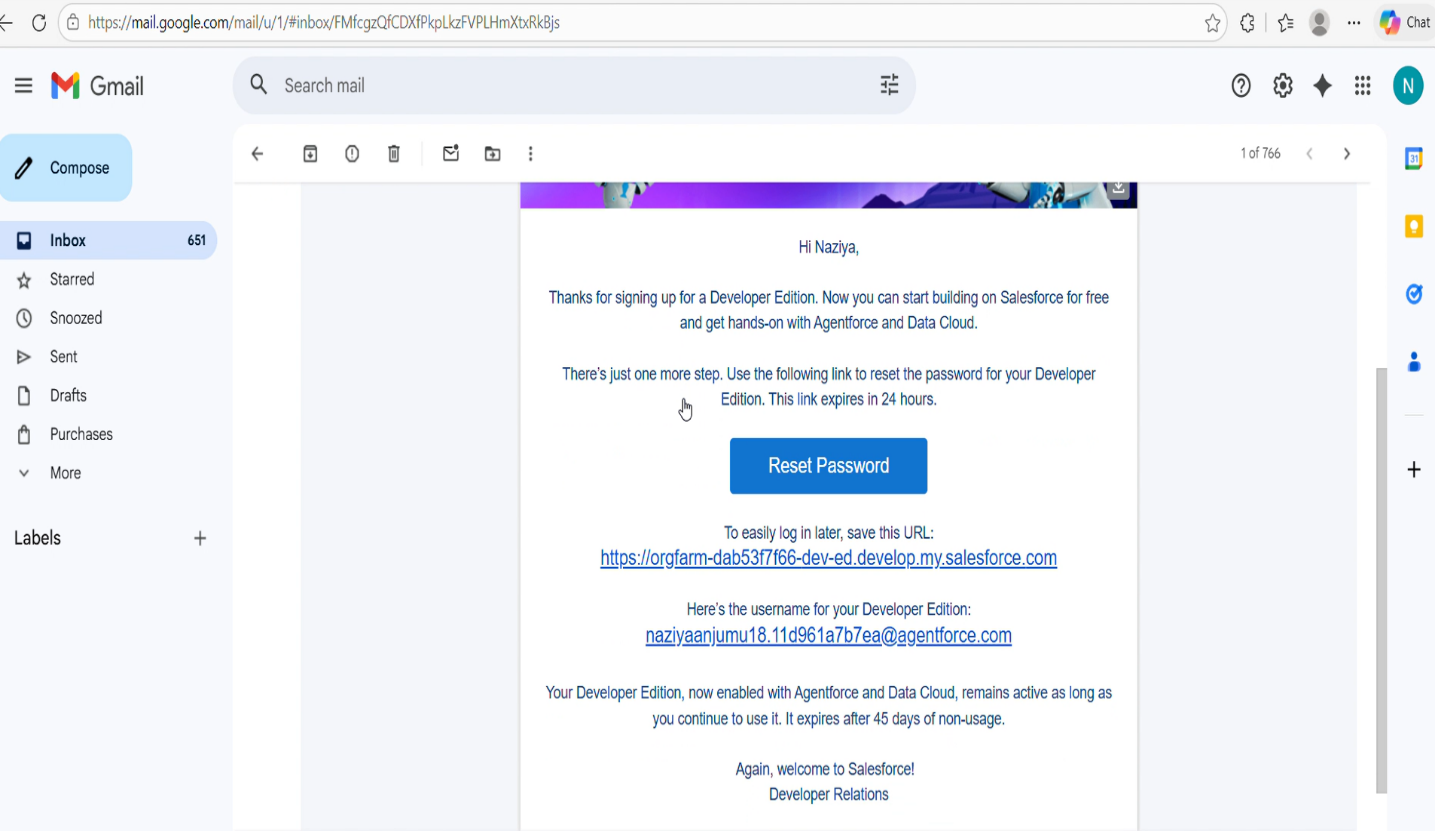 https://mail.google.com/mail/u/1/#inbox/FMfcgzQfCDXfPkpLkzFVPLHmXtxRkBjs
Chat
Gmail
Search mail
N
Compose
1 of 766
31
Inbox 651
Starred
Snoozed
Sent
Drafts
Purchases
More
Labels
Hi Naziya,
Thanks for signing up for a Developer Edition. Now you can start building on Salesforce for free
and get hands-on with Agentforce and Data Cloud.
There's just one more step. Use the following link to reset the password for your Developer
Edition. This link expires in 24 hours.
Reset Password
To easily log in later, save this URL:
https://orgfarm-dab53f7f66-dev-ed.develop.my.salesforce.com
Here's the username for your Developer Edition:
naziyaanjumu18.11d961a7b7ea@agentforce.com
Your Developer Edition, now enabled with Agentforce and Data Cloud, remains active as long as
you continue to use it. It expires after 45 days of non-usage.
Again, welcome to Salesforce!
Developer Relations